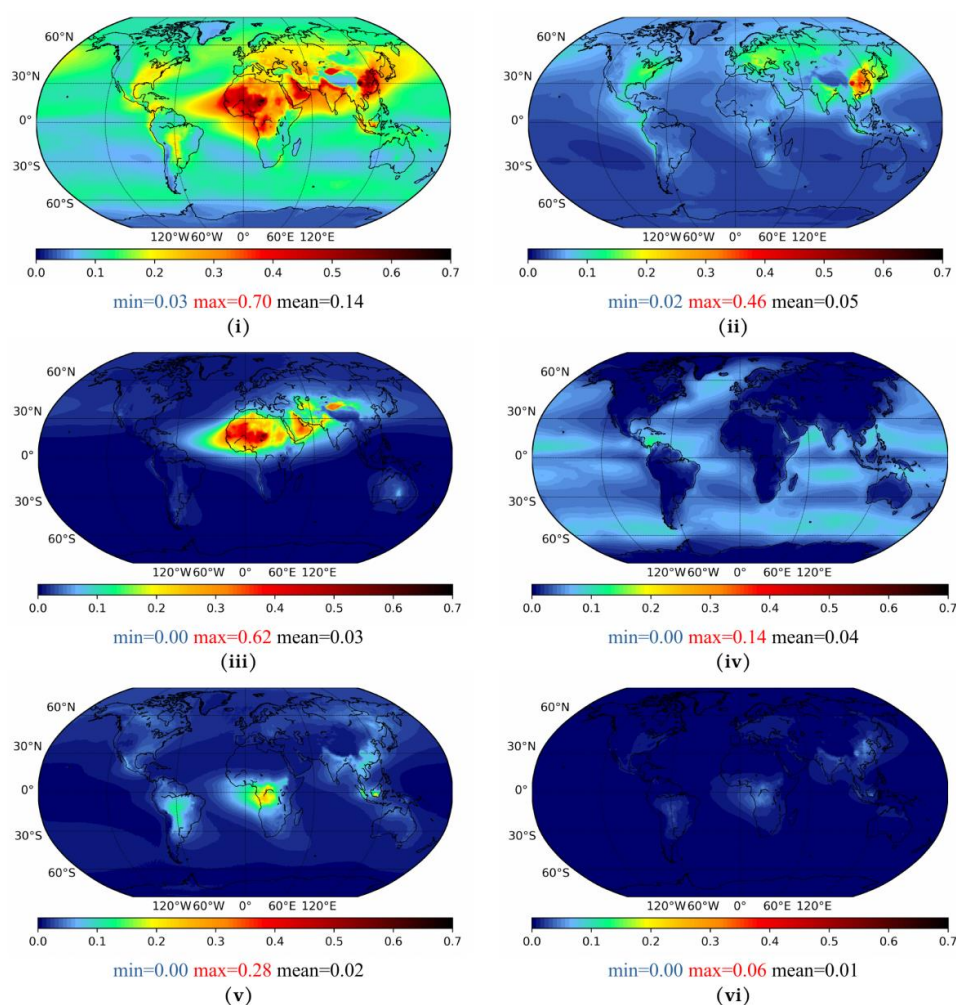 60°N 60°N
30°N 30°N
0° 0°
30°S 30°S
60°S 60°S
120°W 60°W 0° 60°E 120°E 120°W 60°W 0° 60°E 120°E
0.0 0.1 0.2 0.3 0.4 0.5 0.6 0.7 0.0 0.1 0.2 0.3 0.4 0.5 0.6 0.7
min=0.03 max=0.70 mean=0.14 min=0.02 max=0.46 mean=0.05
(i) (ii)
30°N 30°N
0° 0°
30°S 30°S
60°S 60°S
120°W 60°W 0° 60°E 120°E 120°W 60°W 0° 60°E 120°E
0.0 0.1 0.2 0.3 0.4 0.5 0.6 0.7 0.0 0.1 0.2 0.3 0.4 0.5 0.6 0.7
min=0.00 max=0.62 mean=0.03 min=0.00 max=0.14 mean=0.04
(iii) (iv)
30°N 30°N
0° 0°
30°S 30°S
60°S 60°S
120°W 60°W 0° 60°E 120°E 120°W 60°W 0° 60°E 120°E
0.0 0.1 0.2 0.3 0.4 0.5 0.6 0.7 0.0 0.1 0.2 0.3 0.4 0.5 0.6 0.7
min=0.00 max=0.28 mean=0.02 min=0.00 max=0.06 mean=0.01
(v) (vi)